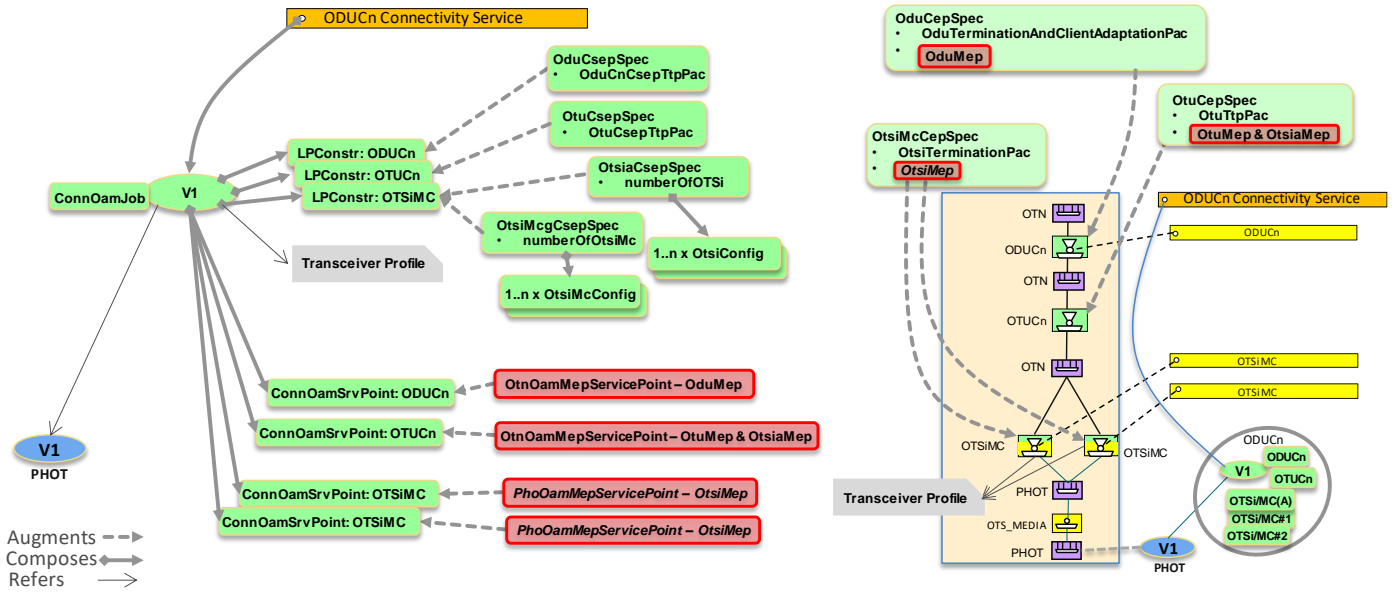 ODUCn Connectivity Service
OduCsepSpec
• OduCnCsepTtpPac
OtuCsepSpec
• OtuCsepTtpPac
LPConstr: ODUCn
LPConstr: OTUCn
LPConstr: OTSiMC
OtsiaCsepSpec
• numberOfOTSi
ConnOamJob
V1
OtsiMcgCsepSpec
• numberOfOtsiMc
1..n x OtsiConfig
Transceiver Profile
1..n x OtsiMcConfig
ConnOamSrvPoint: ODUCn
OtnOamMepServicePoint – OduMep
ConnOamSrvPoint: OTUCn
OtnOamMepServicePoint – OtuMep & OtsiaMep
V1
PHOT
ConnOamSrvPoint: OTSiMC
PhoOamMepServicePoint – OtsiMep
ConnOamSrvPoint: OTSiMC
PhoOamMepServicePoint – OtsiMep
Augments
Composes
Refers
OduCepSpec
• OduTerminationAndClientAdaptationPac
• OduMep
OtuCepSpec
• OtuTtpPac
• OtuMep & OtsiaMep
OtsiMcCepSpec
• OtsiTerminationPac
• OtsiMep
OTN
ODUCn
OTN
OTUCn
OTN
OTSiMC
OTSiMC
PHOT
OTS_MEDIA
PHOT
Transceiver Profile
ODUCn Connectivity Service
ODUCn
OTSiMC
OTSiMC
ODUCn
V1
ODUCn
OTUCn
OTSi/MC(A)
OTSi/MC#1
OTSi/MC#2
V1
PHOT